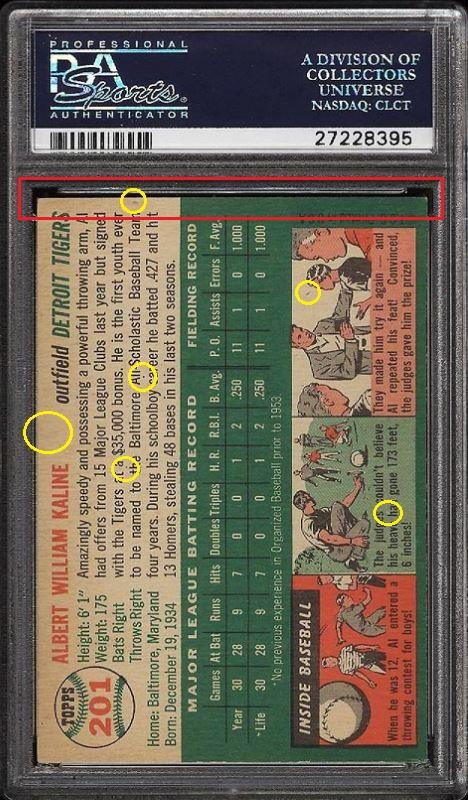 PROFESSIONAL
PSA
Sports
AUTHENTICATOR
A DIVISION OF
COLLECTORS
UNIVERSE
NASDAQ: CLCT
27228395
TOPPS
201
ALBERT WILLIAM KALINE outfield DETROIT TIGERS
Height: 6' 1"
Weight: 175
Bats Right
Throws Right
Home: Baltimore, Maryland
Born: December 19, 1934
Amazingly speedy and possessing a powerful throwing arm, Al
had offers from 15 Major League Clubs last year but signed
with the Tigers $35,000 bonus. He is the first youth ever
to be named to the Baltimore Scholastic Baseball Team
four years. During his schoolboy he batted .427 and hit
13 Homers, stealing 48 bases in his last two seasons.
MAJOR LEAGUE BATTING RECORD FIELDING RECORD
Games At Bat Runs Hits Doubles Triples H. R. R.B.I. B. Avg. P. O. Assists Errors F. Avg.
Year 30 28 9 7 0 0 1 2 .250 11 1 0 1.000
*Life 30 28 9 7 0 0 1 2 .250 11 1 0 1.000
*No previous experience in Organized Baseball prior to 1953.
INSIDE BASEBALL
When he was 12, Al entered a
throwing contest for boys!
The judges wouldn't believe
his heave gone 173 feet,
6 inches!
They made him try it again — and
Al repeated his feat! Convinced,
the judges gave him the prize!